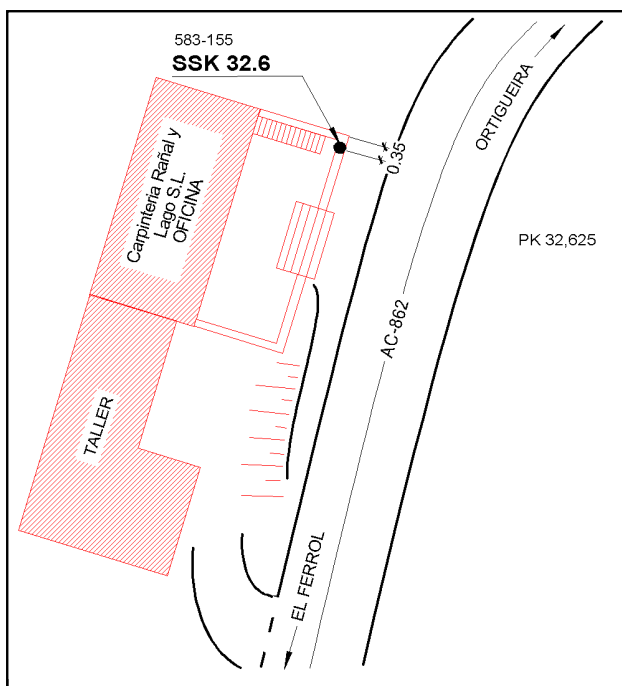 583-155
SSK 32.6
ORTIGUEIRA
0.35
Carpinteria Rañal y
Lago S.L.
OFICINA
PK 32,625
AC-862
TALLER
EL FERROL